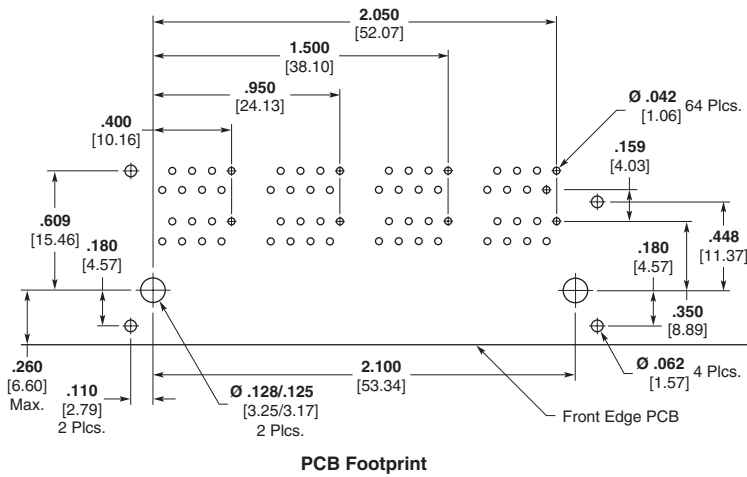 2.050
[52.07]
1.500
[38.10]
.950
[24.13]
.400
[10.16]
Ø .042
[1.06]
64 Plcs.
.159
[4.03]
.609
[15.46]
.180
[4.57]
.448
[11.37]
.180
[4.57]
.350
[8.89]
.260
[6.60]
Max.
.110
[2.79]
2 Plcs.
Ø .128/.125
[3.25/3.17]
2 Plcs.
2.100
[53.34]
Ø .062
[1.57]
4 Plcs.
Front Edge PCB
PCB Footprint